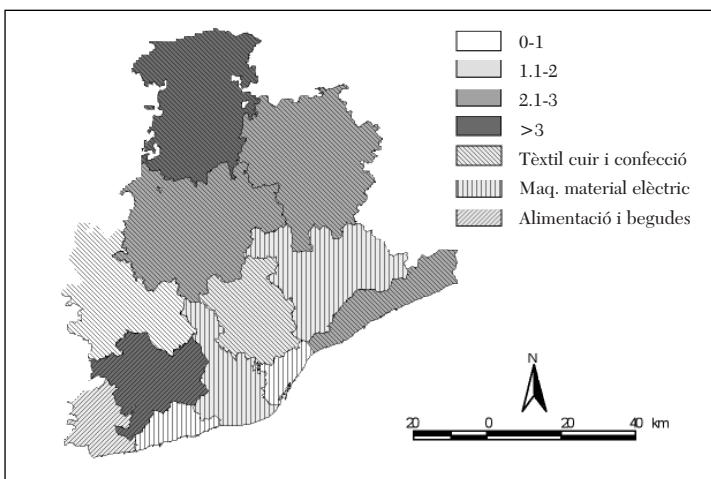 0-1
1.1-2
2.1-3
>3
Tèxtil cuir i confecció
Maq. material elèctric
Alimentació i begudes
N
20 0 20 40 km